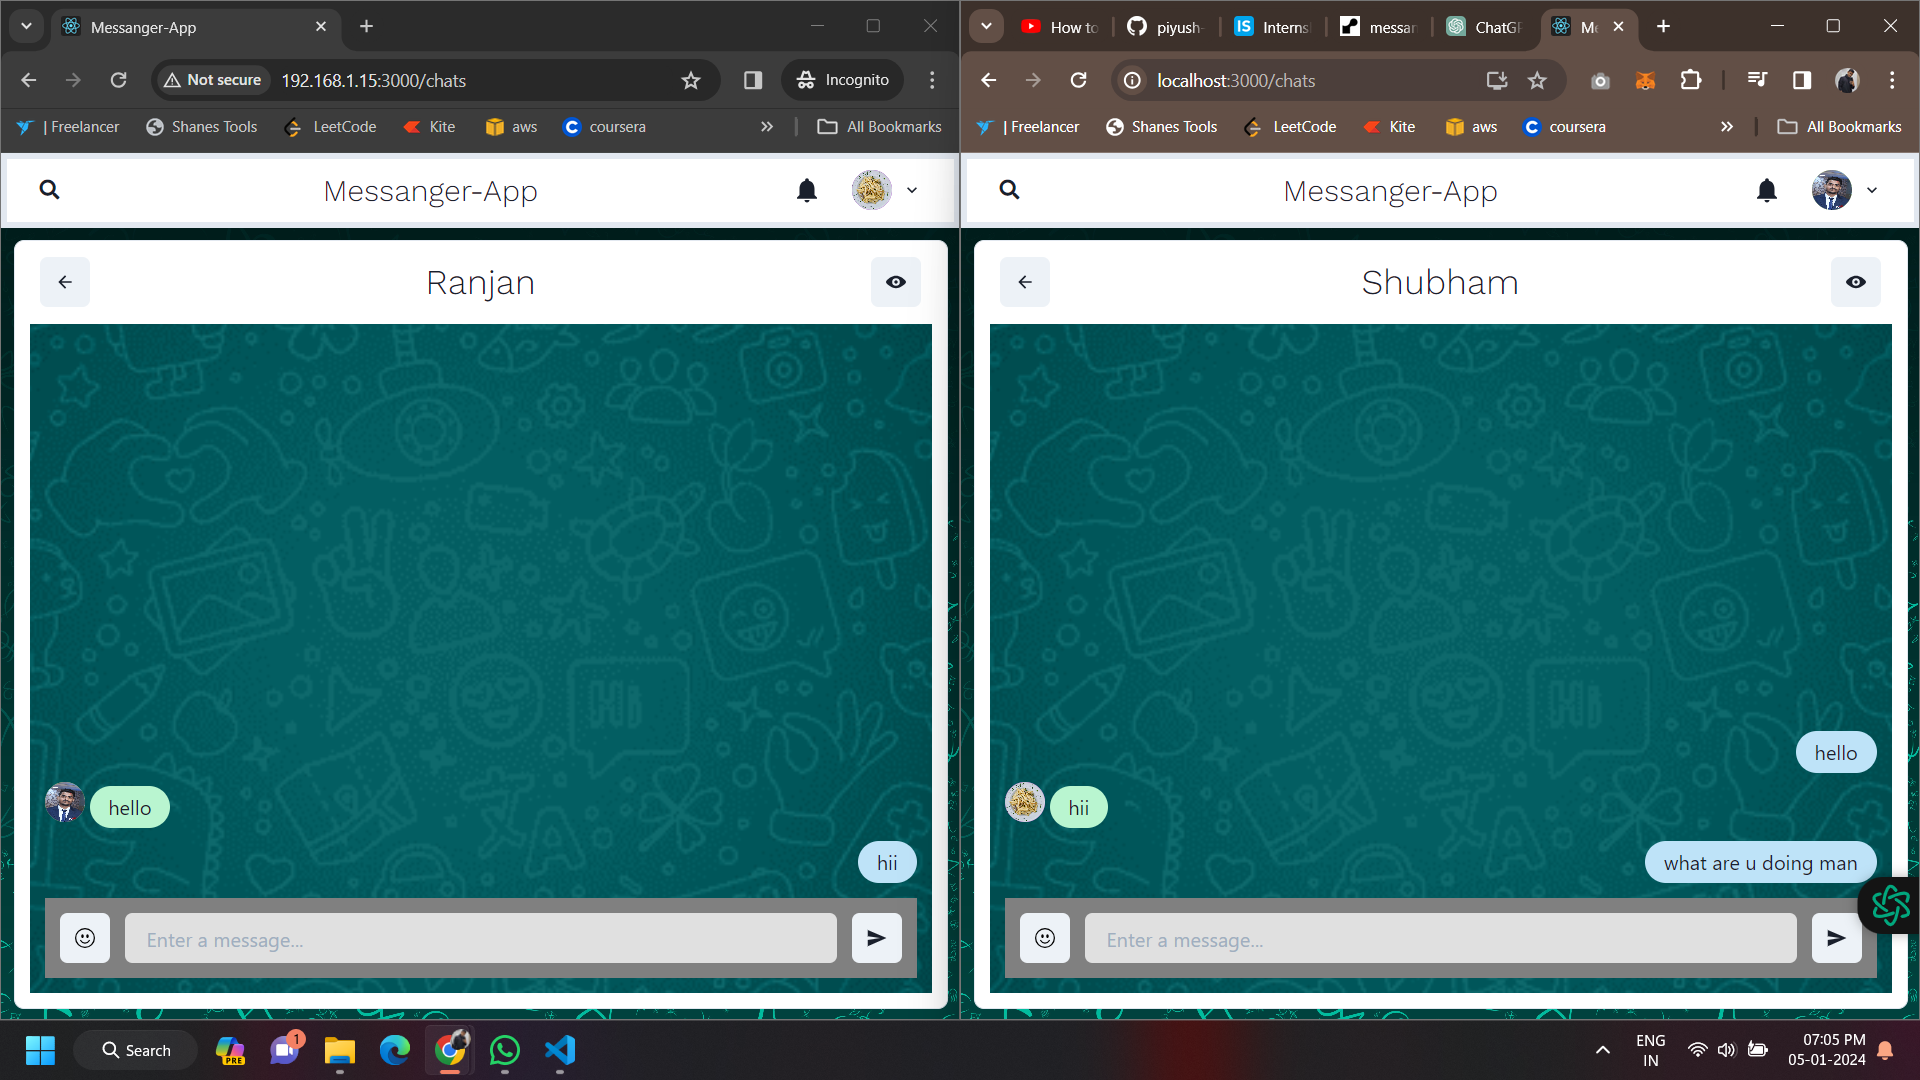 Messanger-App
Not secure
192.168.1.15:3000/chats
Incognito
| Freelancer
Shanes Tools
LeetCode
Kite
aws
coursera
All Bookmarks
Messanger-App
Ranjan
hello
hii
Enter a message...
How to
piyush-
Interns
messan
ChatGP
Me
localhost:3000/chats
| Freelancer
Shanes Tools
LeetCode
Kite
aws
coursera
All Bookmarks
Messanger-App
Shubham
hello
hii
what are u doing man
Enter a message...
Search
PRE
1
ENG
IN
07:05 PM
05-01-2024